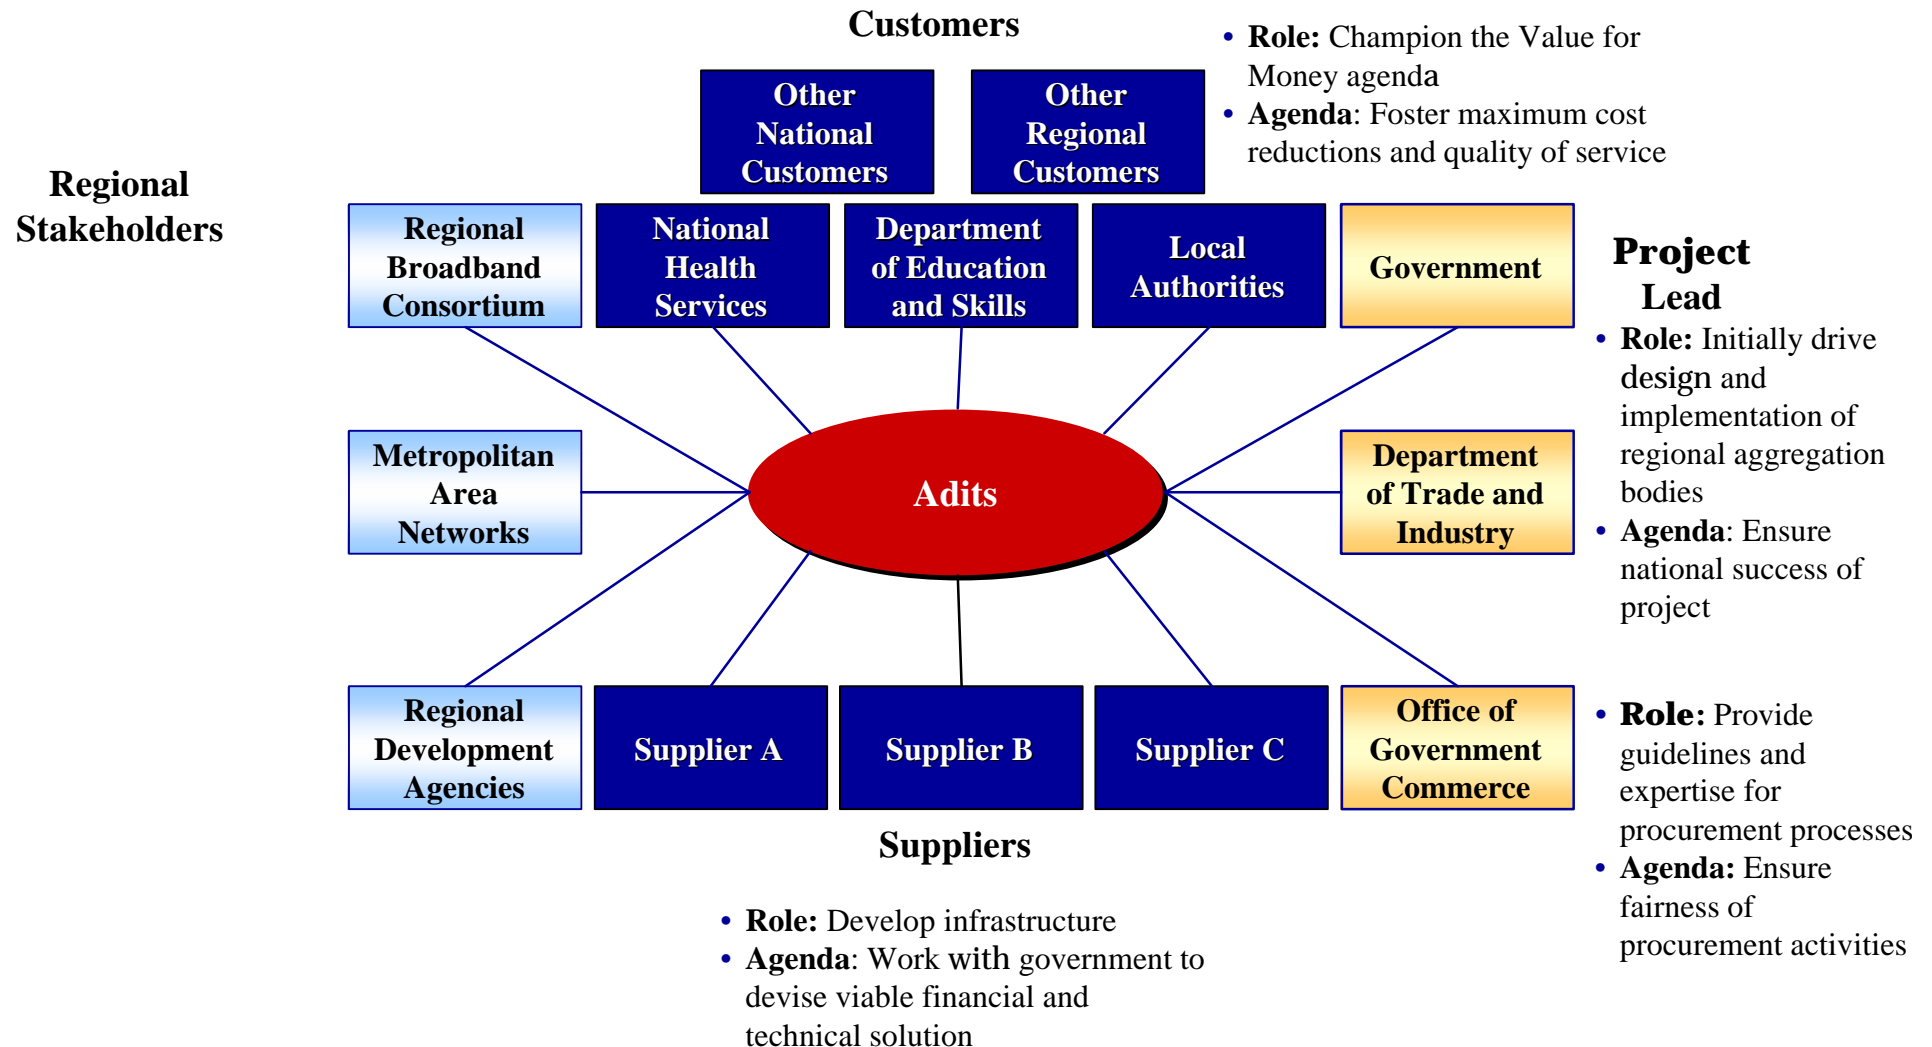 Customers
• Role: Champion the Value for
Money agenda
• Agenda: Foster maximum cost
reductions and quality of service
Other
National
Customers
Other
Regional
Customers
Regional
Stakeholders
Regional
Broadband
Consortium
National
Health
Services
Department
of Education
and Skills
Local
Authorities
Government
Project
Lead
• Role: Initially drive
design and
implementation of
regional aggregation
bodies
• Agenda: Ensure
national success of
project
Metropolitan
Area
Networks
Adits
Department
of Trade and
Industry
Regional
Development
Agencies
Supplier A
Supplier B
Supplier C
Office of
Government
Commerce
• Role: Provide
guidelines and
expertise for
procurement processes
• Agenda: Ensure
fairness of
procurement activities
Suppliers
• Role: Develop infrastructure
• Agenda: Work with government to
devise viable financial and
technical solution